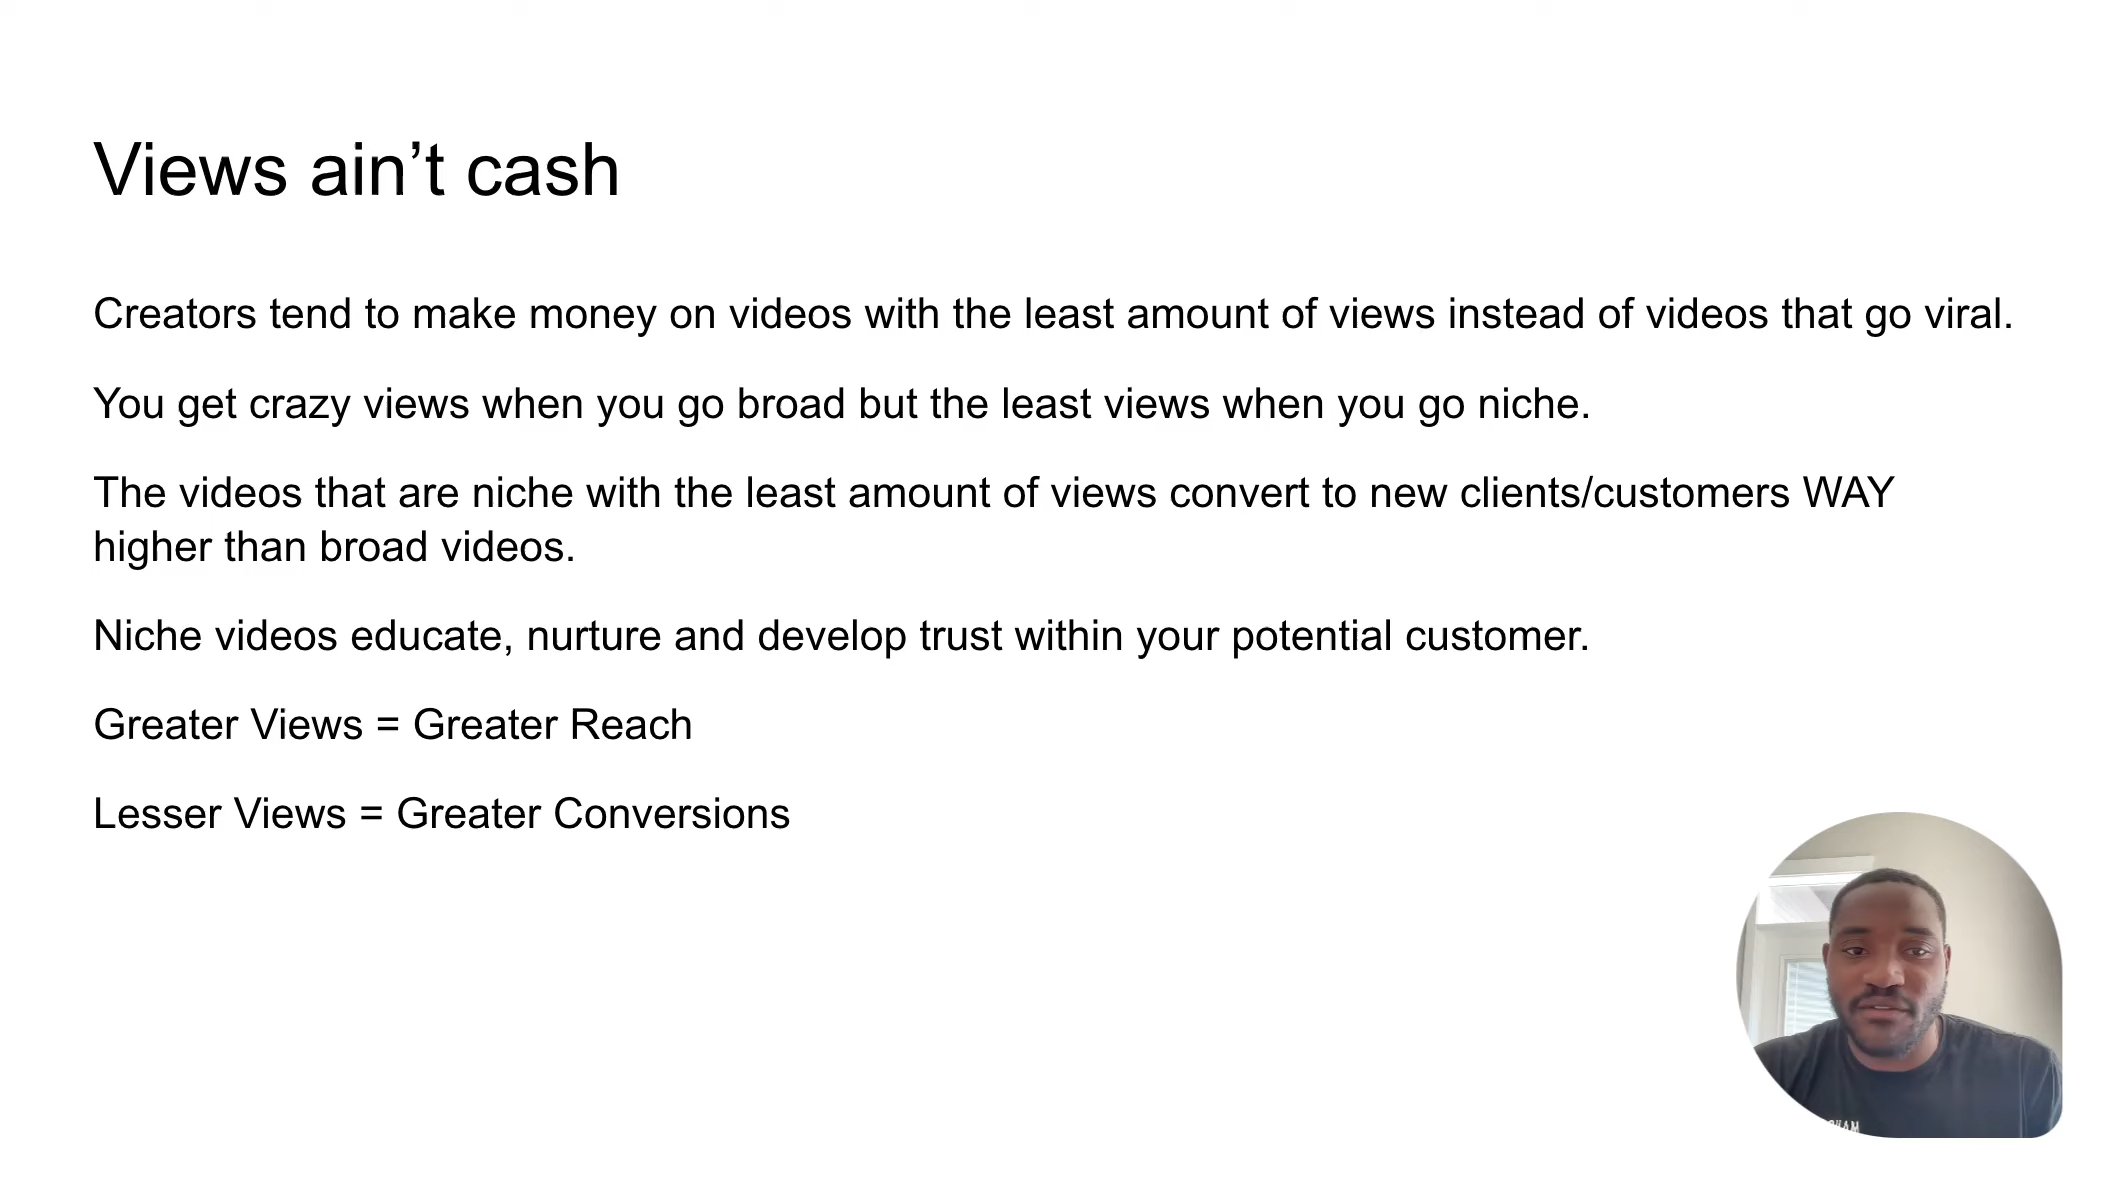 Views ain’t cash
Creators tend to make money on videos with the least amount of views instead of videos that go viral.
You get crazy views when you go broad but the least views when you go niche.
The videos that are niche with the least amount of views convert to new clients/customers WAY
higher than broad videos.
Niche videos educate, nurture and develop trust within your potential customer.
Greater Views = Greater Reach
Lesser Views = Greater Conversions